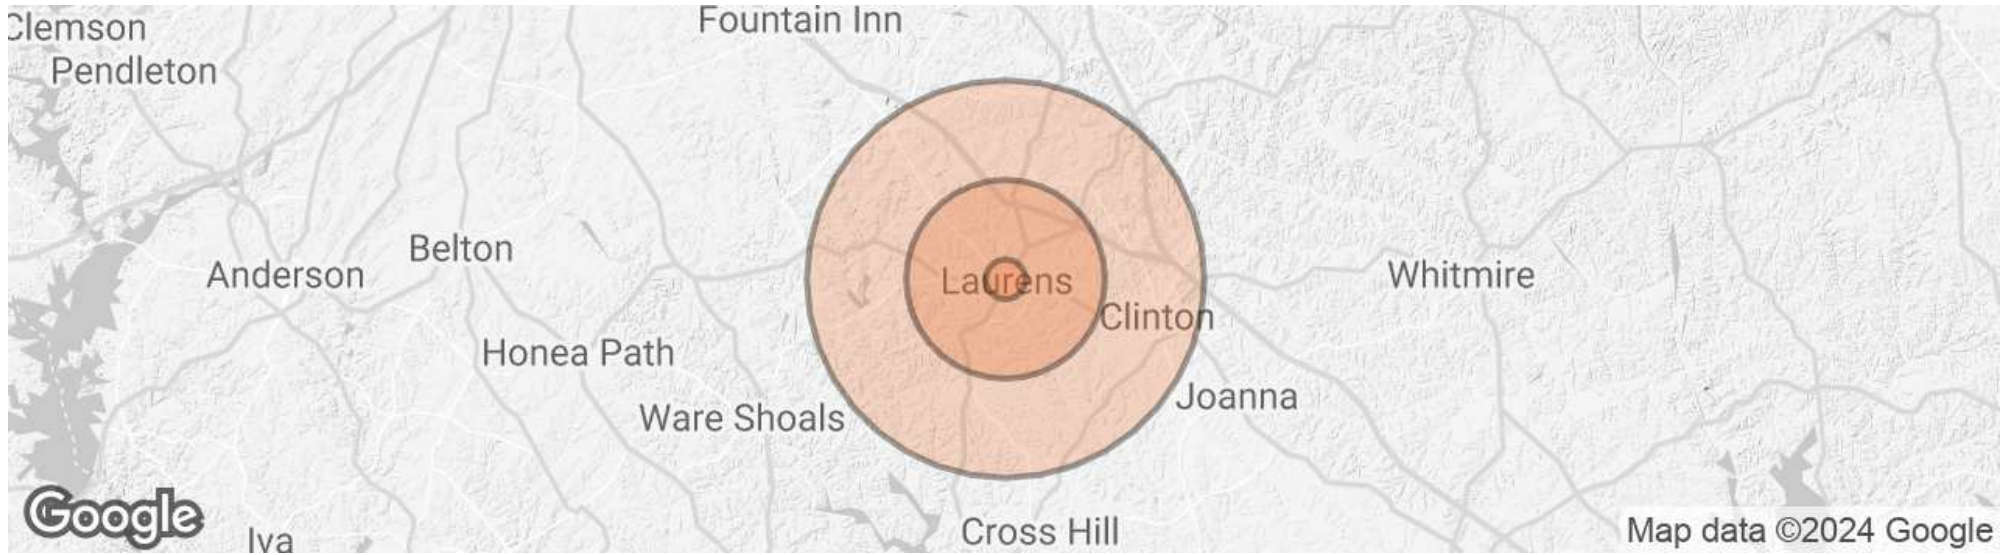 Clemson
Fountain Inn
Pendleton
Belton
Anderson
Laurens
Whitmire
Clinton
Honea Path
Joanna
Ware Shoals
Google
Iva
Cross Hill
Map data ©2024 Google